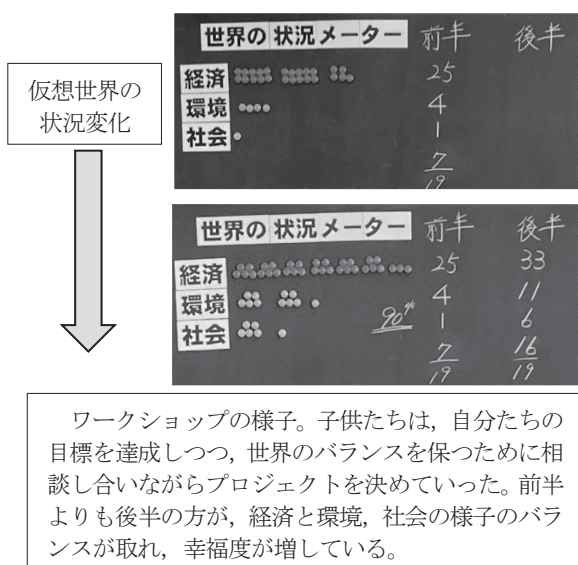 世界の 状況 メーター 前半 後半
経済 25
環境 4
社会 1
7/19
仮想世界の
状況変化
世界の 状況 メーター 前半 後半
経済 25 33
環境 4 11
社会 90% 1 6
7/19 16/19
ワークショップの様子。子供たちは，自分たちの
目標を達成しつつ，世界のバランスを保つために相
談し合いながらプロジェクトを決めていった。前半
よりも後半の方が，経済と環境，社会の様子のバラ
ンスが取れ，幸福度が増している。